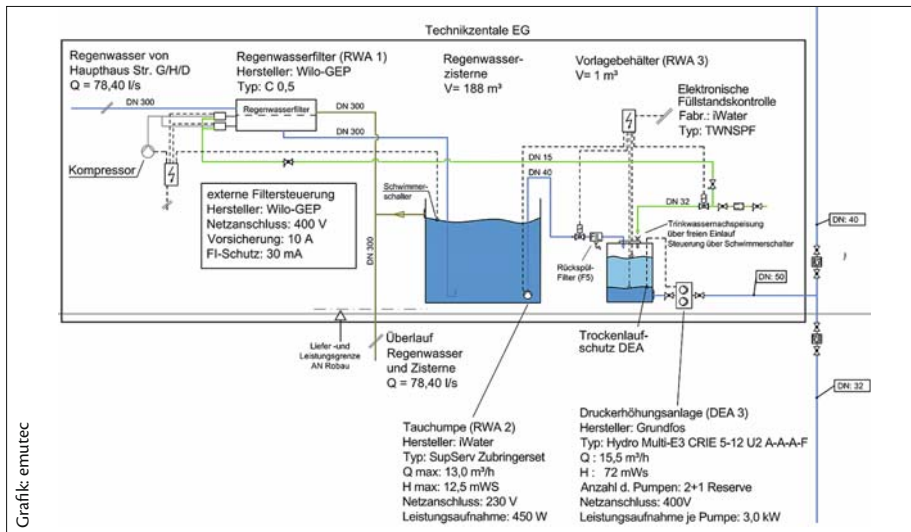 Technikzentale EG
Regenwasser von
Haupthaus Str. G/H/D
Q = 78,40 l/s
Regenwasserfilter (RWA 1)
Hersteller: Wilo-GEP
Typ: C 0,5
Regenwasser-
zisterne
V= 188 m³
Vorlagebehälter (RWA 3)
V= 1 m³
Elektronische
Füllstandskontrolle
Fabr.: iWater
Typ: TWNSPF
DN 300
Regenwasserfilter
DN 300
DN 300
Kompressor
DN 15
DN 40
DN 32
DN: 40
externe Filtersteuerung
Hersteller: Wilo-GEP
Netzanschluss: 400 V
Vorsicherung: 10 A
FI-Schutz: 30 mA
Schwimmer-
schalter
DN 300
Trinkwassernachspeisung
über freien Einlauf
Steuerung über Schwimmerschalter
Rückspül-
Filter (F5)
DN: 50
Trockenlauf-
schutz DEA
Liefer -und
Leistungsgrenze
AN Robau
Überlauf
Regenwasser
und Zisterne
Q = 78,40 l/s
DN: 32
Tauchumpe (RWA 2)
Hersteller: iWater
Typ: SupServ Zubringerset
Q max: 13,0 m³/h
H max: 12,5 mWS
Netzanschluss: 230 V
Leistungsaufnahme: 450 W
Druckerhöhungsanlage (DEA 3)
Hersteller: Grundfos
Typ: Hydro Multi-E3 CRIE 5-12 U2 A-A-A-F
Q : 15,5 m³/h
H : 72 mWs
Anzahl d. Pumpen: 2+1 Reserve
Netzanschluss: 400V
Leistungsaufnahme je Pumpe: 3,0 kW
Grafik: emutec